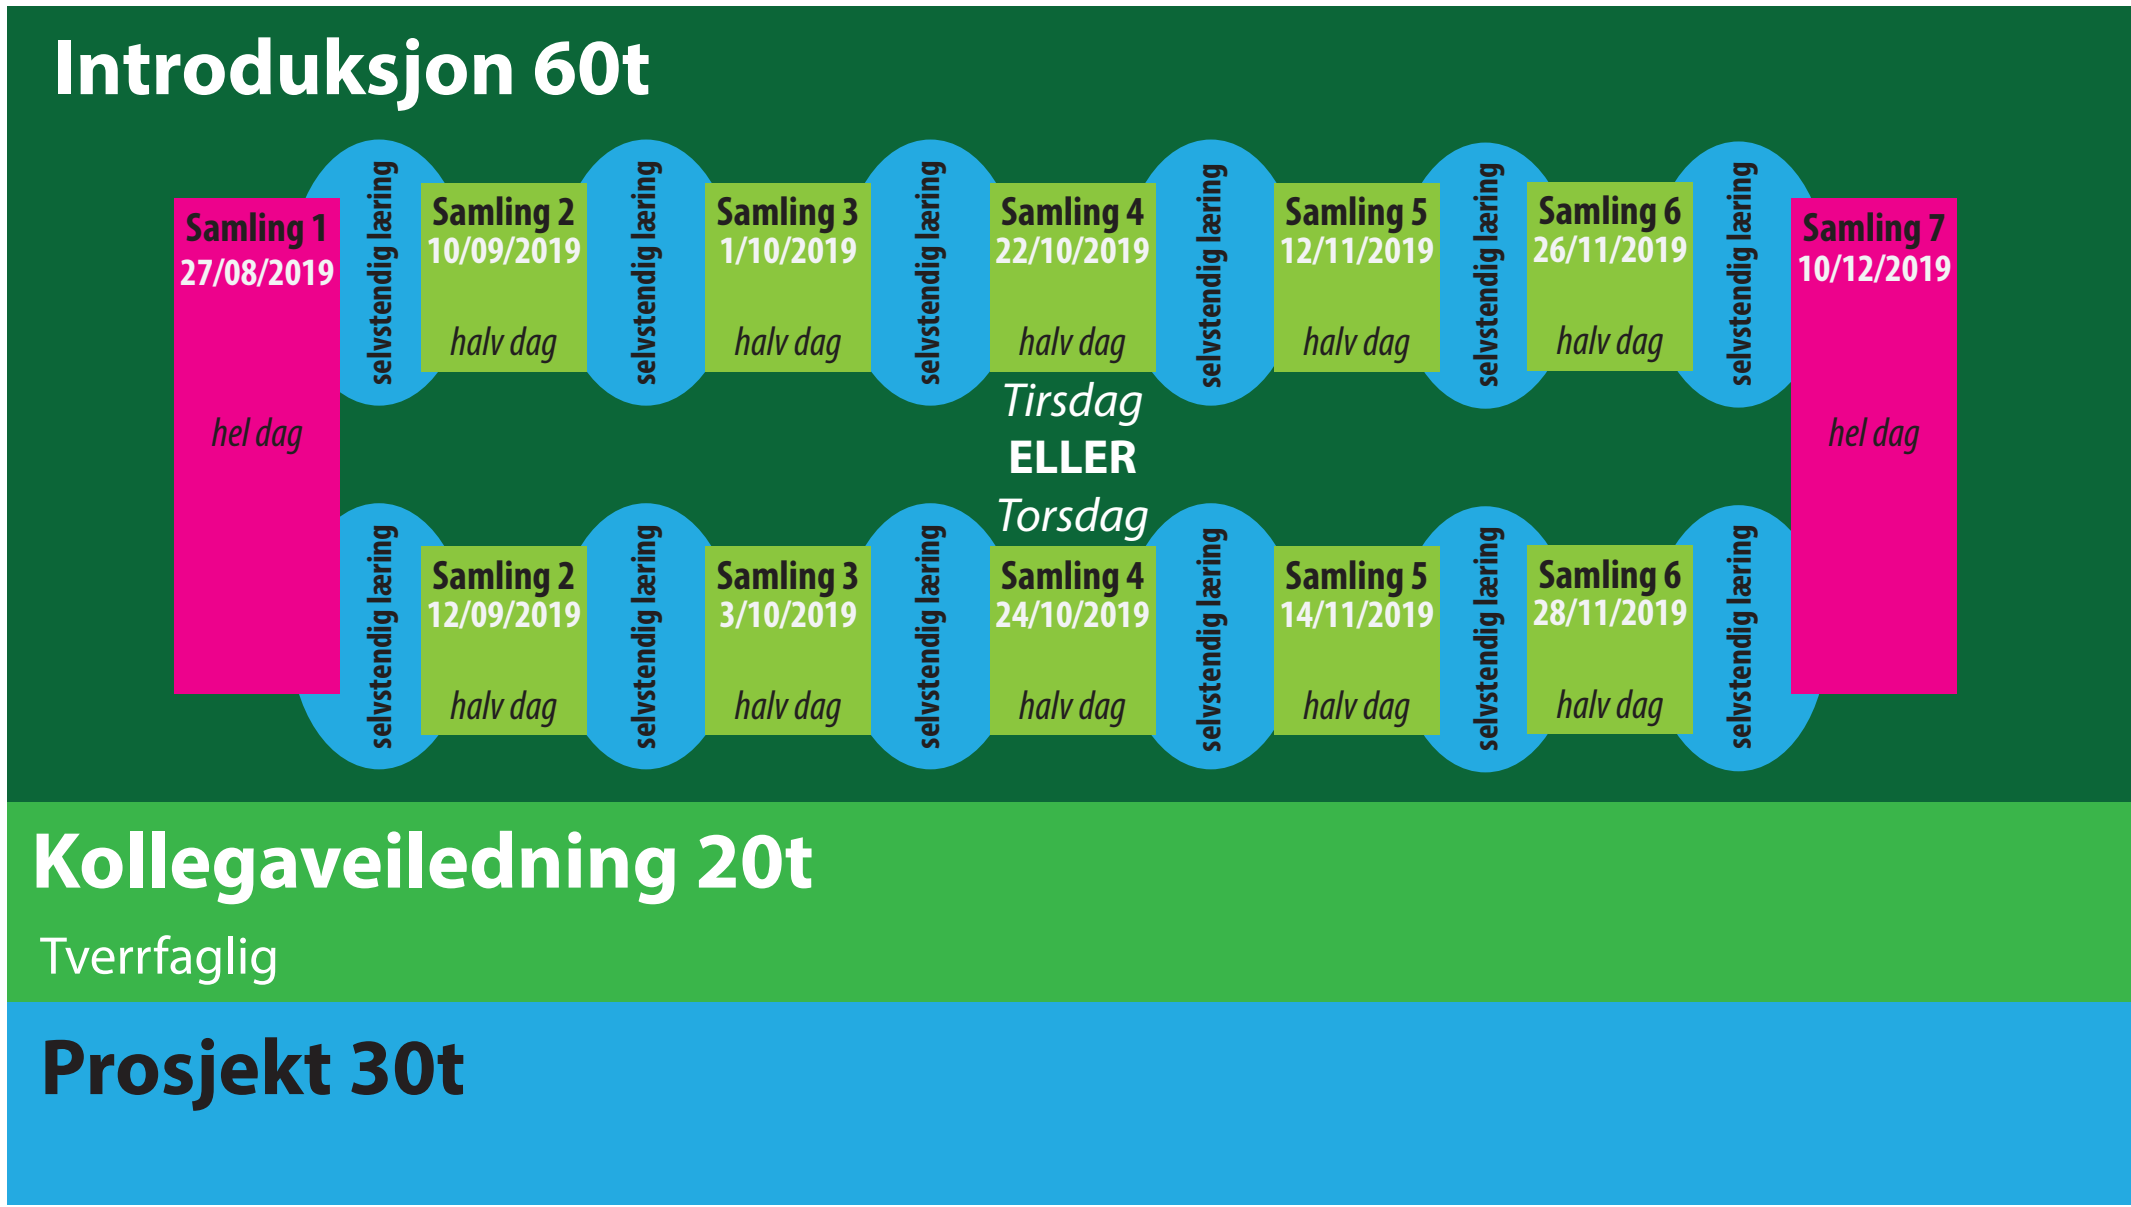 Introduksjon 60t
Samling 1
27/08/2019
hel dag
selvstendig læring
Samling 2
10/09/2019
halv dag
selvstendig læring
Samling 3
1/10/2019
halv dag
selvstendig læring
Samling 4
22/10/2019
halv dag
selvstendig læring
Samling 5
12/11/2019
halv dag
selvstendig læring
Samling 6
26/11/2019
halv dag
selvstendig læring
Samling 7
10/12/2019
hel dag
Tirsdag
ELLER
Torsdag
selvstendig læring
Samling 2
12/09/2019
halv dag
selvstendig læring
Samling 3
3/10/2019
halv dag
selvstendig læring
Samling 4
24/10/2019
halv dag
selvstendig læring
Samling 5
14/11/2019
halv dag
selvstendig læring
Samling 6
28/11/2019
halv dag
selvstendig læring
Kollegaveiledning 20t
Tverrfaglig
Prosjekt 30t